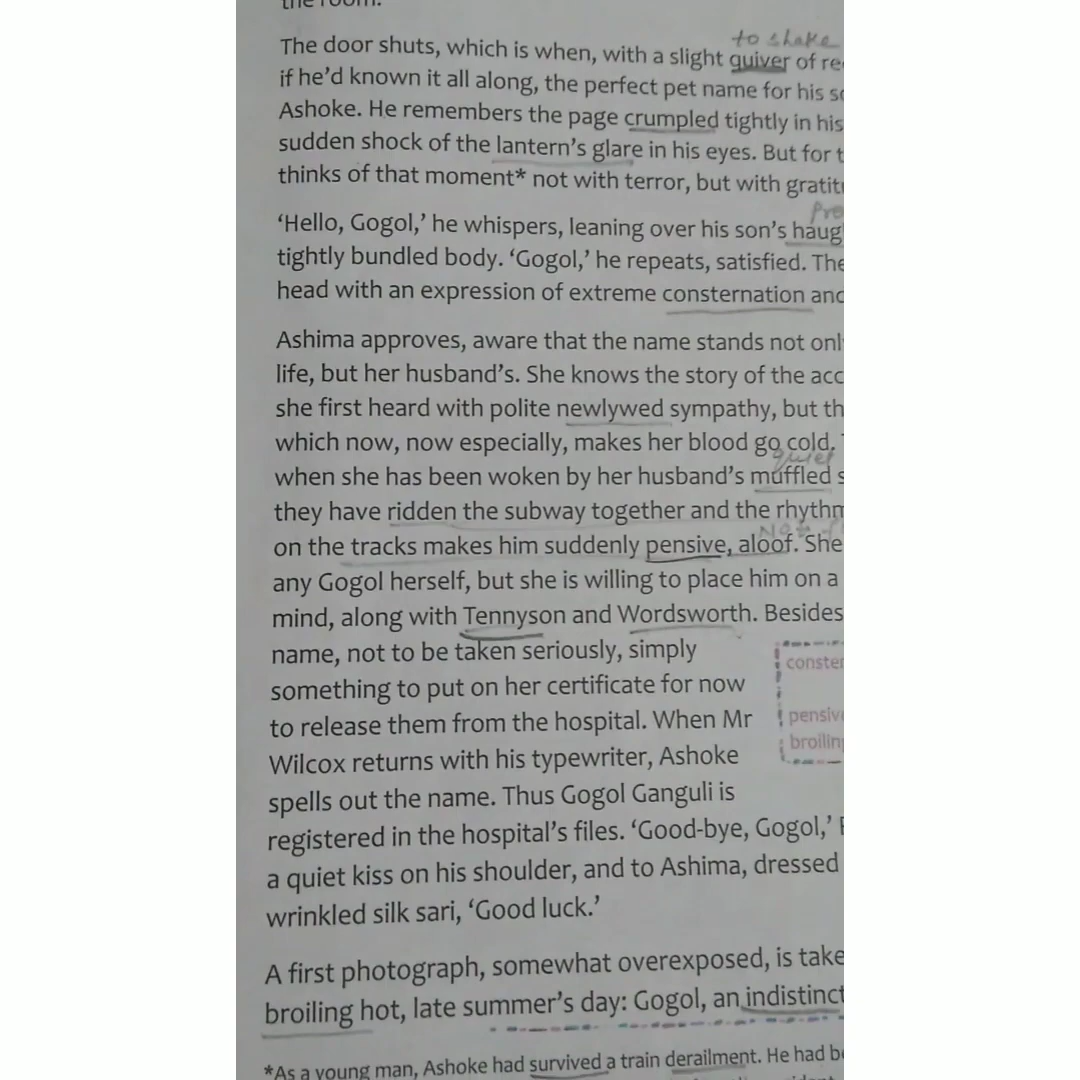 to shake
The door shuts, which is when, with a slight quiver of re
if he'd known it all along, the perfect pet name for his
Ashoke. He remembers the page crumpled tightly in his
sudden shock of the lantern's glare in his eyes. But for
thinks of that moment* not with terror, but with
'Hello, Gogol,' he whispers, leaning over his son's
tightly bundled body. 'Gogol,' he repeats, satisfied. The
head with an expression of extreme consternation and
Ashima approves, aware that the name stands not
life, but her husband's. She knows the story of the
she first heard with polite newlywed sympathy, but
which now, now especially, makes her blood go cold.
quiet
when she has been woken by her husband's muffled
they have ridden the subway together and the
Not
on the tracks makes him suddenly pensive, aloof. She
any Gogol herself, but she is willing to place him on a
mind, along with Tennyson and Wordsworth. Besides
name, not to be taken seriously, simply
something to put on her certificate for now
to release them from the hospital. When Mr
Wilcox returns with his typewriter, Ashoke
spells out the name. Thus Gogol Ganguli is
registered in the hospital's files. 'Good-bye, Gogol,'
a quiet kiss on his shoulder, and to Ashima, dressed
wrinkled silk sari, 'Good luck.'
conster
pensiv
broilin
A first photograph, somewhat overexposed, is take
broiling hot, late summer's day: Gogol, an indistinct
*As a young man, Ashoke had survived a train derailment. He had